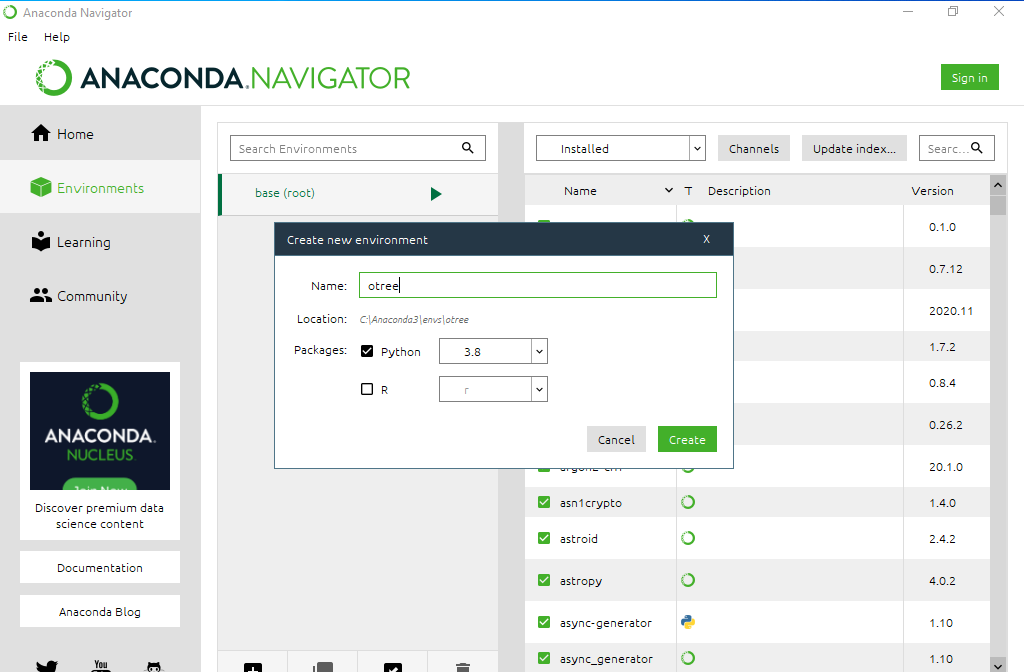 Anaconda Navigator
File Help
ANACONDA.NAVIGATOR
Sign in
Home
Environments
Learning
Community
ANACONDA.
NUCLEUS
Join Now
Discover premium data
science content
Documentation
Anaconda Blog
You
Search Environments
base (root)
Installed
Channels
Update index...
Searc...
Name T Description Version
0.1.0
0.7.12
2020.11
1.7.2
0.8.4
0.26.2
20.1.0
asn1crypto 1.4.0
astroid 2.4.2
astropy 4.0.2
async-generator 1.10
async_generator 1.10
Create new environment X
Name: otree
Location: C:\Anaconda3\envs\otree
Packages: Python 3.8
R r
Cancel Create